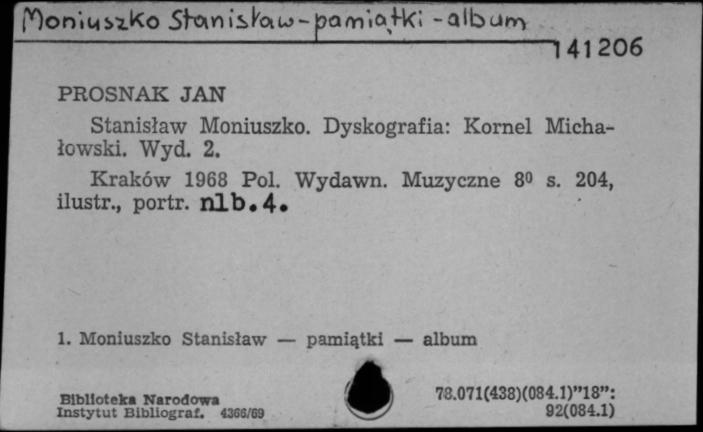 Moniuszko Stanisław - pamiątki - album
141206
PROSNAK JAN
Stanisław Moniuszko. Dyskografia: Kornel Micha-
łowski. Wyd. 2.
Kraków 1968 Pol. Wydawn. Muzyczne 8⁰ s. 204,
ilustr., portr. nlb.4.
1. Moniuszko Stanisław — pamiątki — album
Biblioteka Narodowa
Instytut Bibliograf. 4366/69
78.071(438)(084.1)"18":
92(084.1)